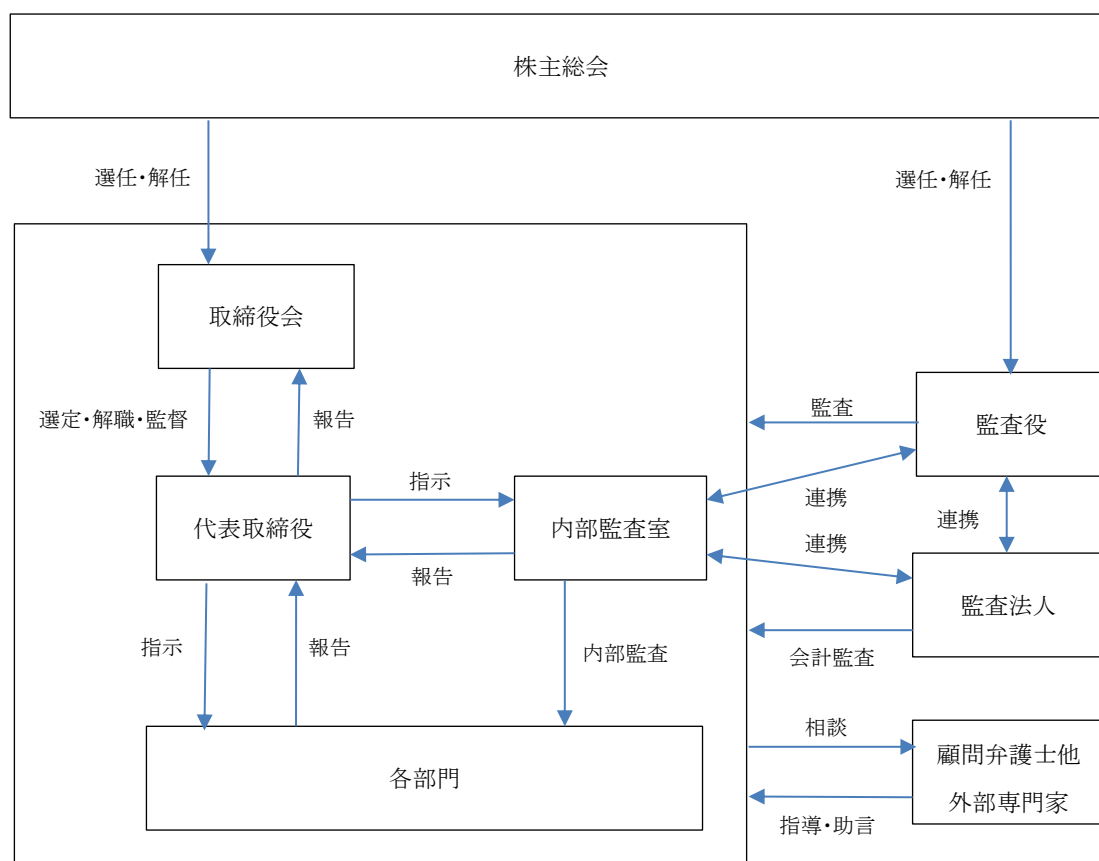 株主総会
選任・解任
選任・解任
取締役会
選定・解職・監督
報告
監査
監査役
指示
連携
代表取締役
内部監査室
連携
連携
報告
監査法人
指示
報告
内部監査
会計監査
相談
各部門
顧問弁護士他
外部専門家
指導・助言